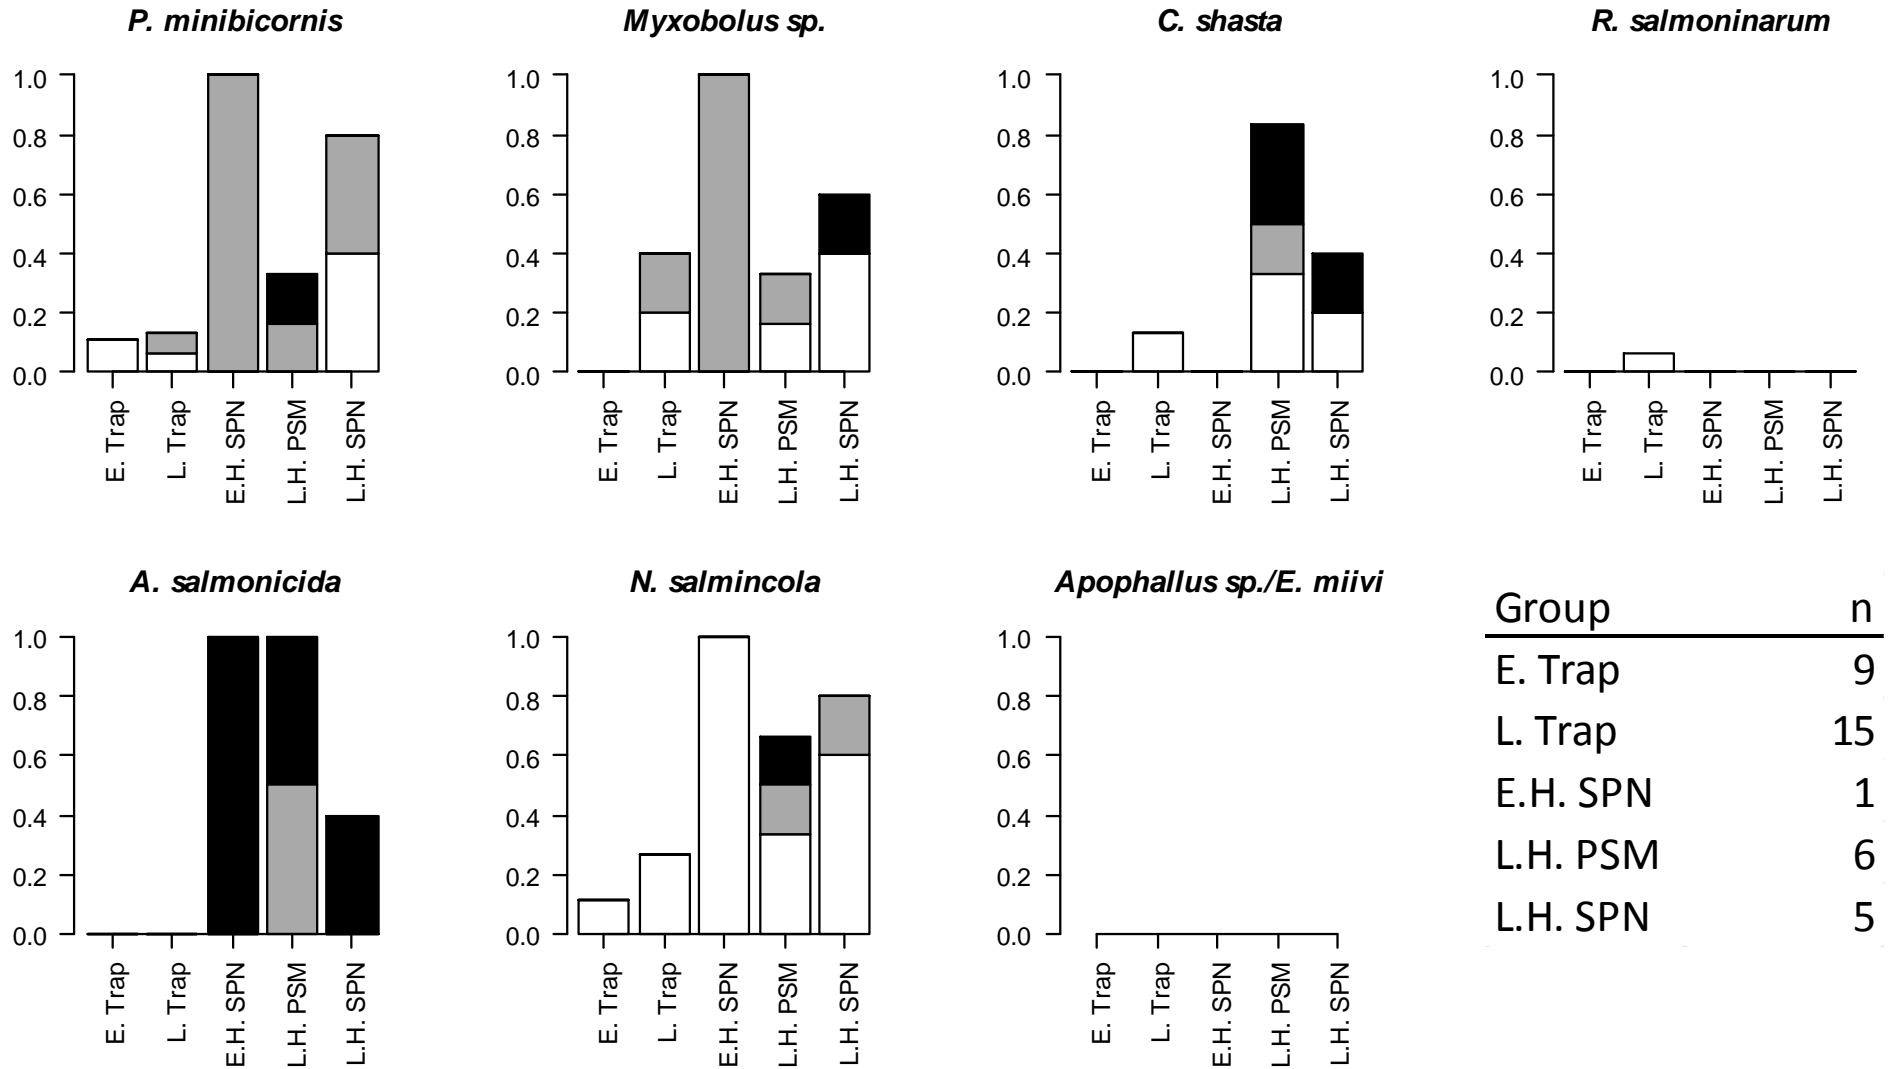 P. minibicornis
1.0
0.8
0.6
0.4
0.2
0.0
E. Trap
L. Trap
E.H. SPN
L.H. PSM
L.H. SPN
Myxobolus sp.
1.0
0.8
0.6
0.4
0.2
0.0
E. Trap
L. Trap
E.H. SPN
L.H. PSM
L.H. SPN
C. shasta
1.0
0.8
0.6
0.4
0.2
0.0
E. Trap
L. Trap
E.H. SPN
L.H. PSM
L.H. SPN
R. salmoninarum
1.0
0.8
0.6
0.4
0.2
0.0
E. Trap
L. Trap
E.H. SPN
L.H. PSM
L.H. SPN
A. salmonicida
1.0
0.8
0.6
0.4
0.2
0.0
E. Trap
L. Trap
E.H. SPN
L.H. PSM
L.H. SPN
N. salmincola
1.0
0.8
0.6
0.4
0.2
0.0
E. Trap
L. Trap
E.H. SPN
L.H. PSM
L.H. SPN
Apophallus sp./E. miivi
1.0
0.8
0.6
0.4
0.2
0.0
E. Trap
L. Trap
E.H. SPN
L.H. PSM
L.H. SPN
Group n
E. Trap 9
L. Trap 15
E.H. SPN 1
L.H. PSM 6
L.H. SPN 5